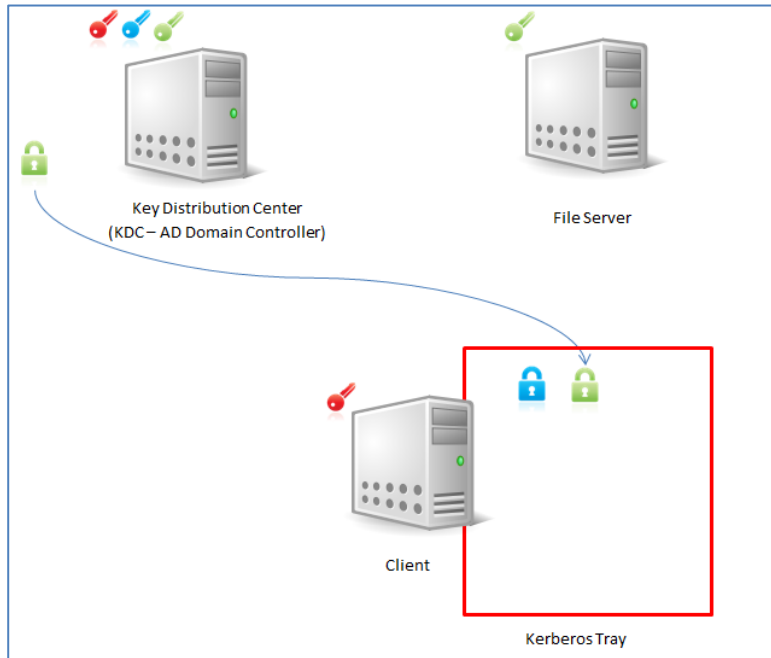 Key Distribution Center
(KDC – AD Domain Controller)
File Server
Client
Kerberos Tray